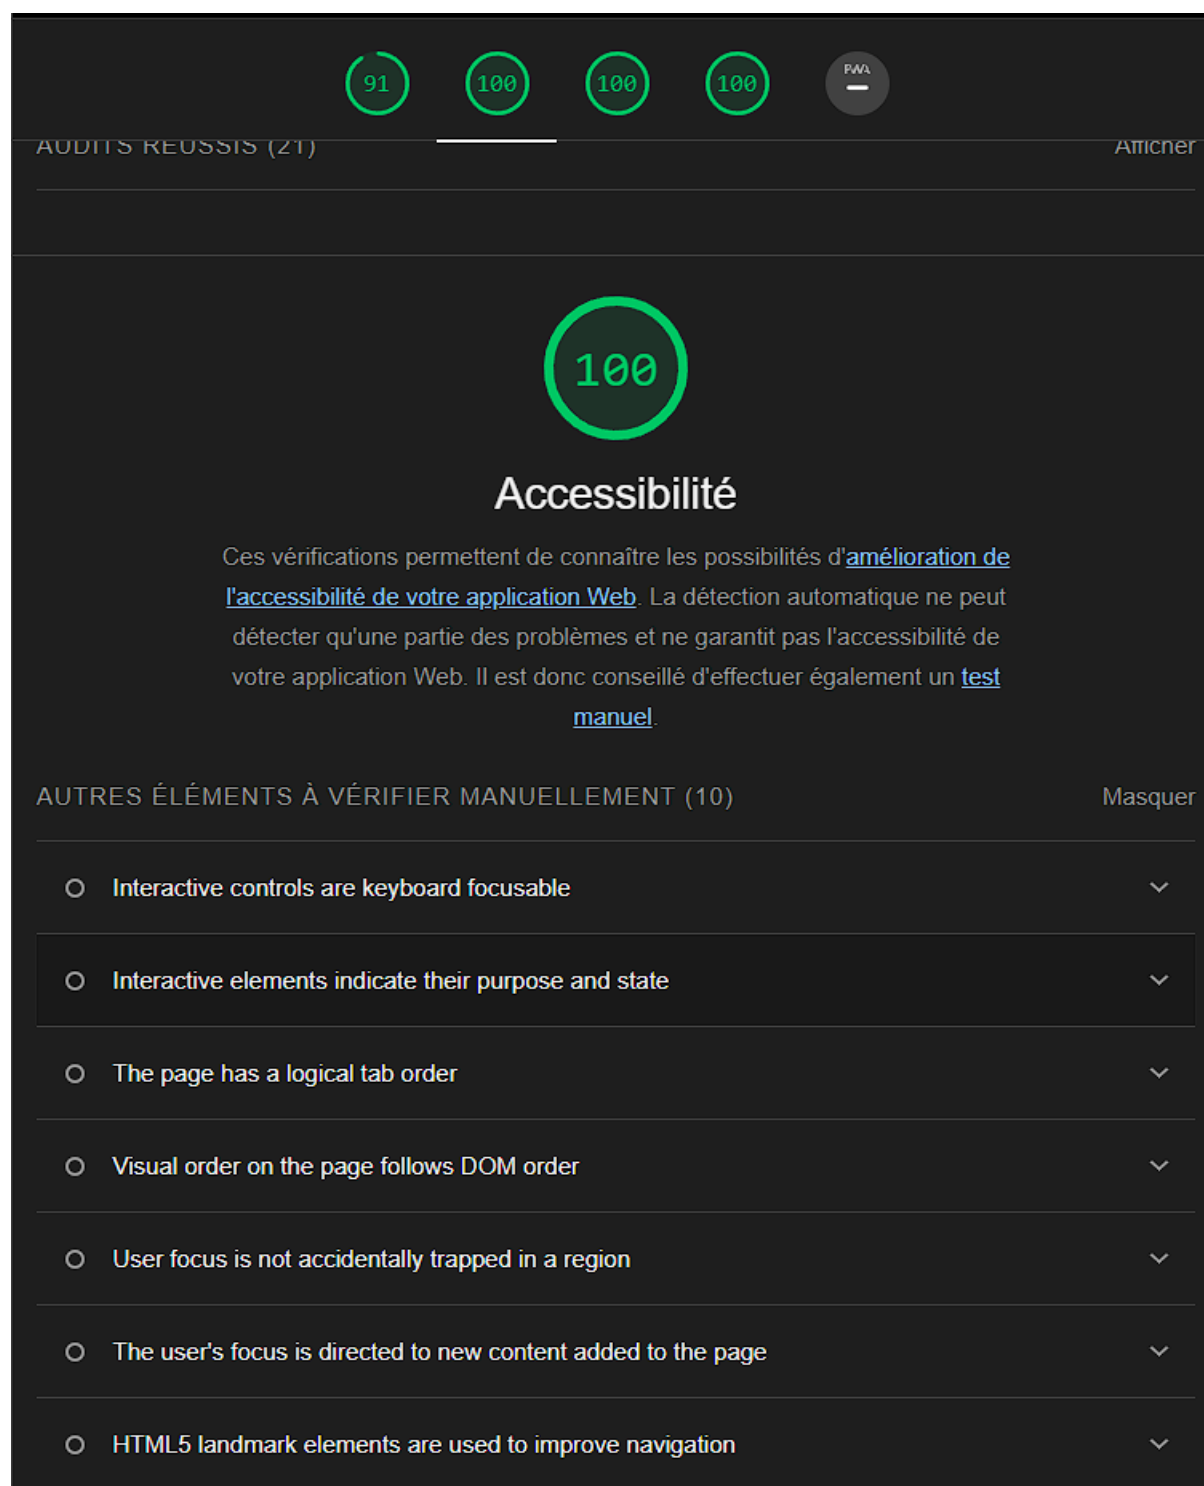 91 100 100 100 PWA
AUDITS RÉUSSIS (21) Afficher
100
Accessibilité
Ces vérifications permettent de connaître les possibilités d'amélioration de
l'accessibilité de votre application Web. La détection automatique ne peut
détecter qu'une partie des problèmes et ne garantit pas l'accessibilité de
votre application Web. Il est donc conseillé d'effectuer également un test
manuel.
AUTRES ÉLÉMENTS À VÉRIFIER MANUELLEMENT (10) Masquer
Interactive controls are keyboard focusable
Interactive elements indicate their purpose and state
The page has a logical tab order
Visual order on the page follows DOM order
User focus is not accidentally trapped in a region
The user's focus is directed to new content added to the page
HTML5 landmark elements are used to improve navigation